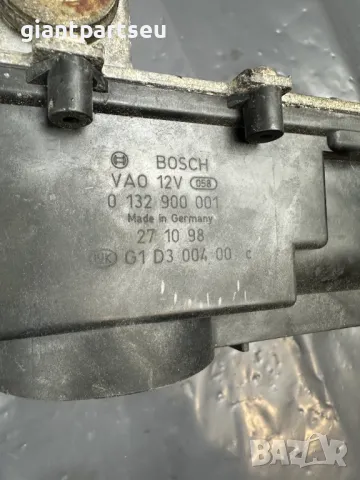 giantpartseu
BOSCH
VAO 12V 058
0 132 900 001
Made in Germany
27 10 98
G1 D3 004 00 c
giantpartseu
BAZAR